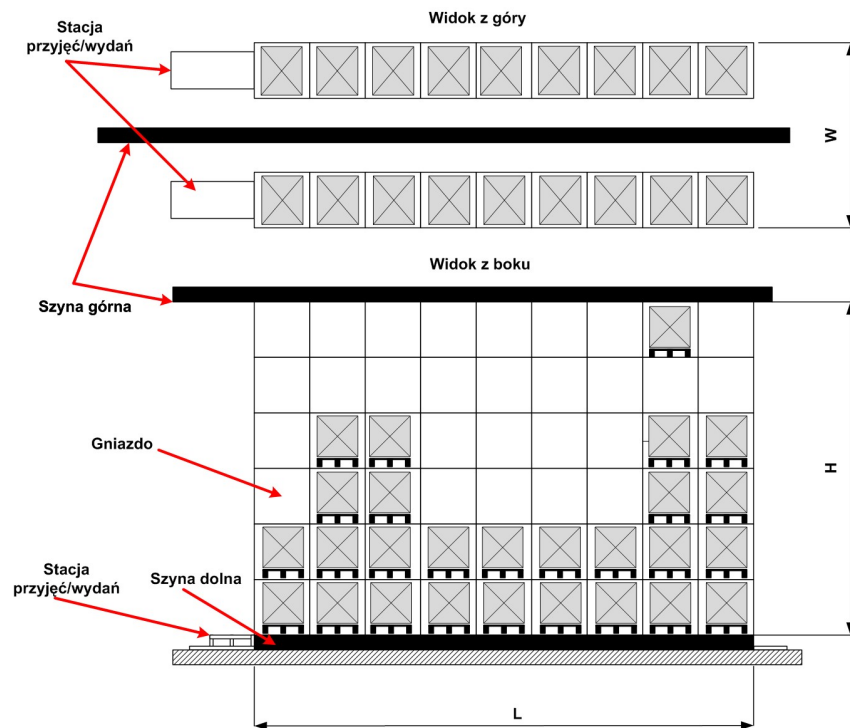 Widok z góry
Stacja
przyjęć/wydań
W
Widok z boku
Szyna górna
Gniazdo
H
Stacja
przyjęć/wydań
Szyna dolna
L